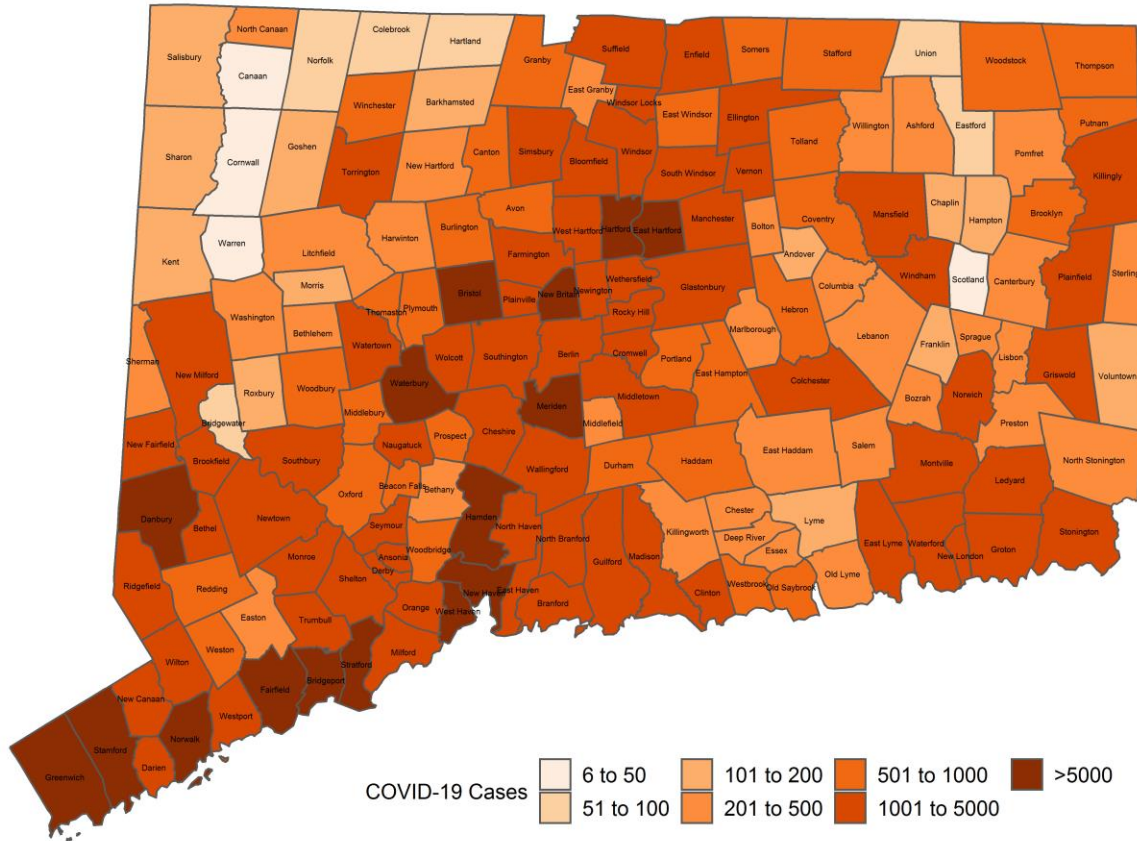 North Canaan
Colebrook
Hartland
Salisbury
Canaan
Norfolk
Granby
Suffield
Enfield
Somers
Stafford
Union
Woodstock
Thompson
East Granby
Windsor Locks
Winchester
Barkhamsted
East Windsor
Ellington
Willington
Ashford
Eastford
Putnam
Sharon
Cornwall
Goshen
Torrington
New Hartford
Canton
Simsbury
Bloomfield
Windsor
South Windsor
Vernon
Tolland
Pomfret
Killingly
Avon
West Hartford
Hartford
East Hartford
Manchester
Bolton
Coventry
Mansfield
Chaplin
Hampton
Brooklyn
Kent
Warren
Litchfield
Harwinton
Burlington
Farmington
Andover
Morris
Bristol
Plainville
New Britain
Newington
Wethersfield
Glastonbury
Hebron
Columbia
Windham
Scotland
Canterbury
Plainfield
Sterling
Washington
Bethlehem
Thomaston
Plymouth
Rocky Hill
Marlborough
Lebanon
Sherman
New Milford
Watertown
Wolcott
Southington
Berlin
Cromwell
Portland
East Hampton
Colchester
Franklin
Sprague
Lisbon
Griswold
Voluntown
Roxbury
Woodbury
Waterbury
Meriden
Middletown
Bozrah
Norwich
Preston
Bridgewater
Middlebury
Middlefield
New Fairfield
Brookfield
Southbury
Naugatuck
Prospect
Cheshire
Wallingford
Durham
Haddam
East Haddam
Salem
Montville
North Stonington
Danbury
Bethel
Newtown
Oxford
Beacon Falls
Bethany
Hamden
North Haven
North Branford
Guilford
Madison
Killingworth
Chester
Deep River
Essex
Lyme
Ledyard
Seymour
Woodbridge
Ansonia
Derby
Monroe
Shelton
East Lyme
Waterford
New London
Groton
Stonington
Ridgefield
Redding
Easton
Trumbull
Orange
West Haven
New Haven
East Haven
Branford
Clinton
Westbrook
Old Saybrook
Old Lyme
Wilton
Weston
Fairfield
Bridgeport
Stratford
Milford
New Canaan
Westport
Greenwich
Stamford
Darien
Norwalk
COVID-19 Cases
6 to 50
101 to 200
501 to 1000
>5000
51 to 100
201 to 500
1001 to 5000